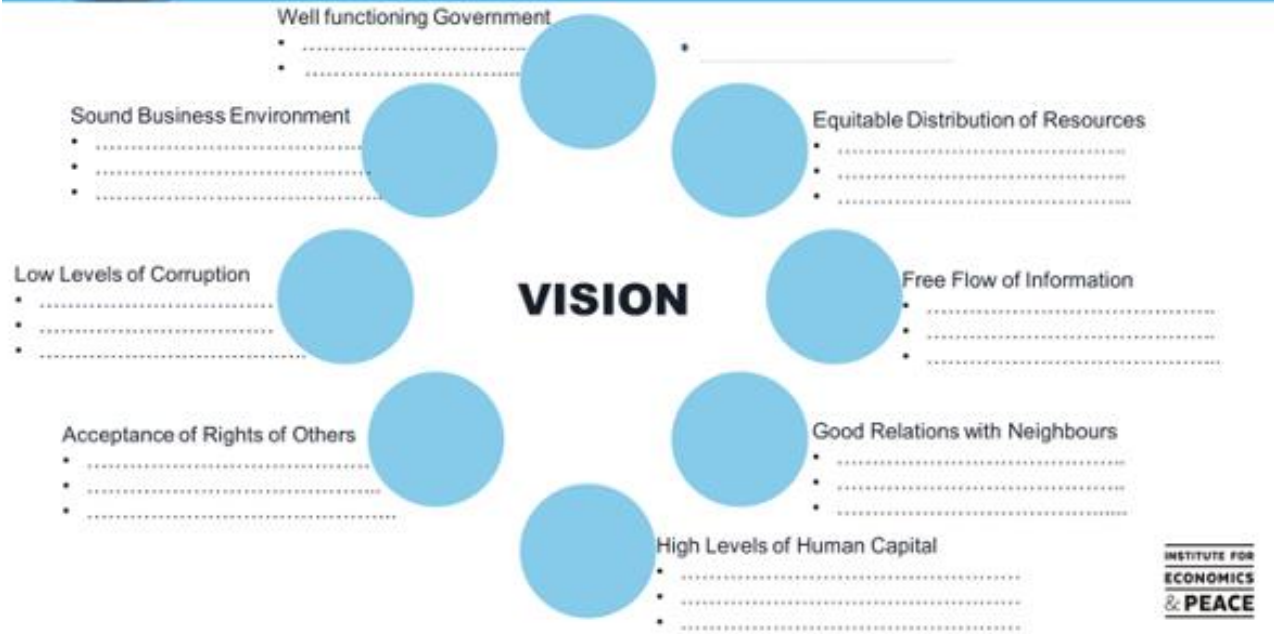 Well functioning Government
Sound Business Environment
Equitable Distribution of Resources
Low Levels of Corruption
VISION
Free Flow of Information
Acceptance of Rights of Others
Good Relations with Neighbours
High Levels of Human Capital
INSTITUTE FOR
ECONOMICS
& PEACE